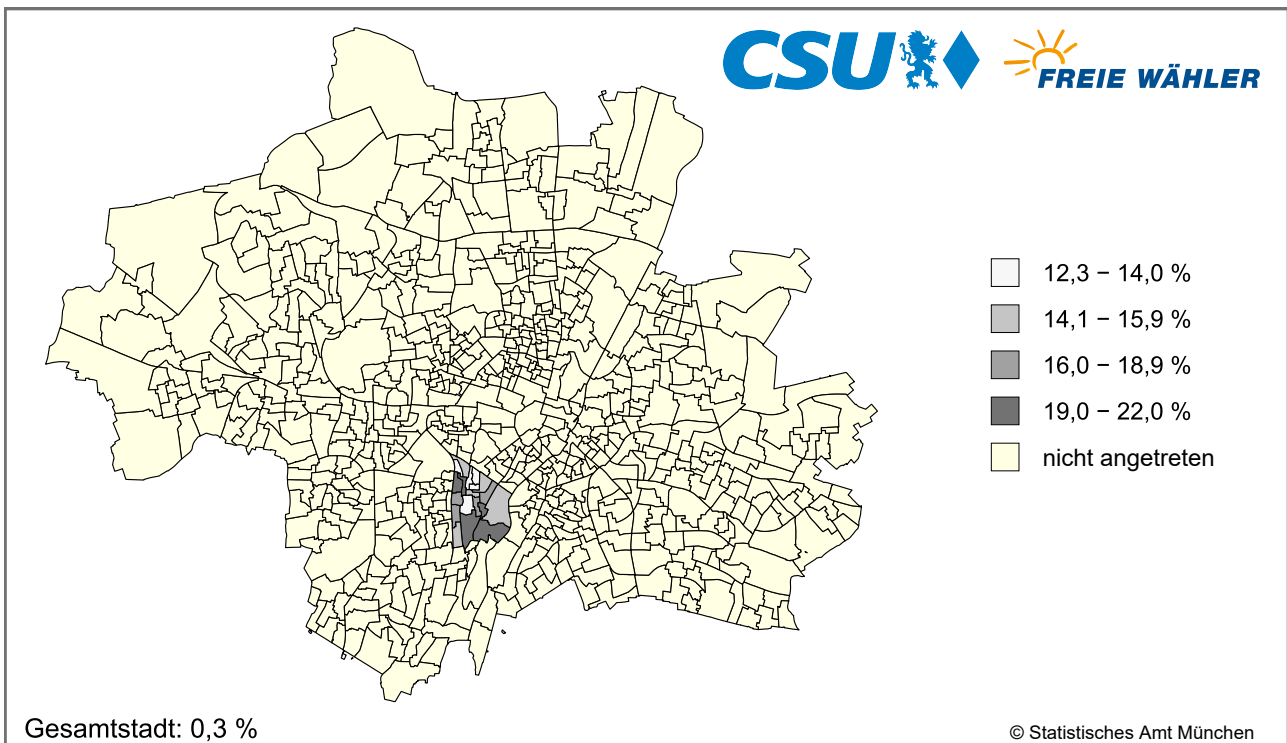 CSU
FREIE WÄHLER
12,3 − 14,0 %
14,1 − 15,9 %
16,0 − 18,9 %
19,0 − 22,0 %
nicht angetreten
Gesamtstadt: 0,3 %
© Statistisches Amt München